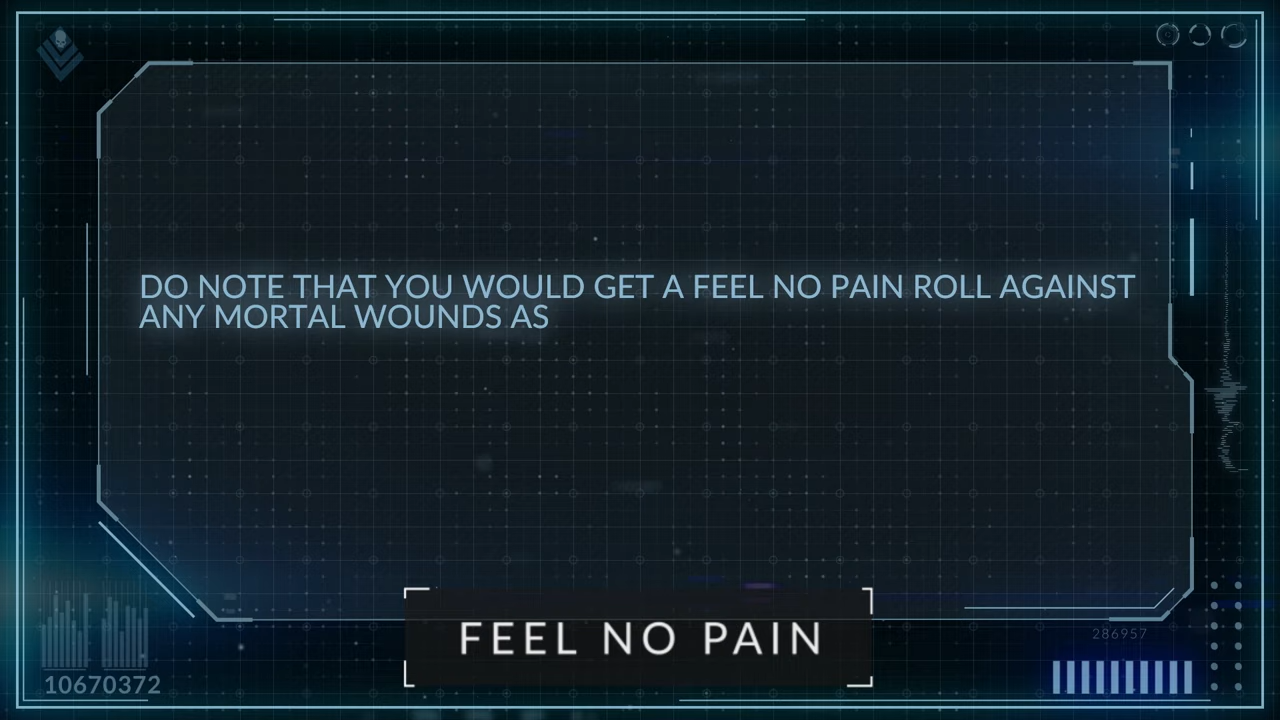 DO NOTE THAT YOU WOULD GET A FEEL NO PAIN ROLL AGAINST
ANY MORTAL WOUNDS AS
FEEL NO PAIN
286957
10670372